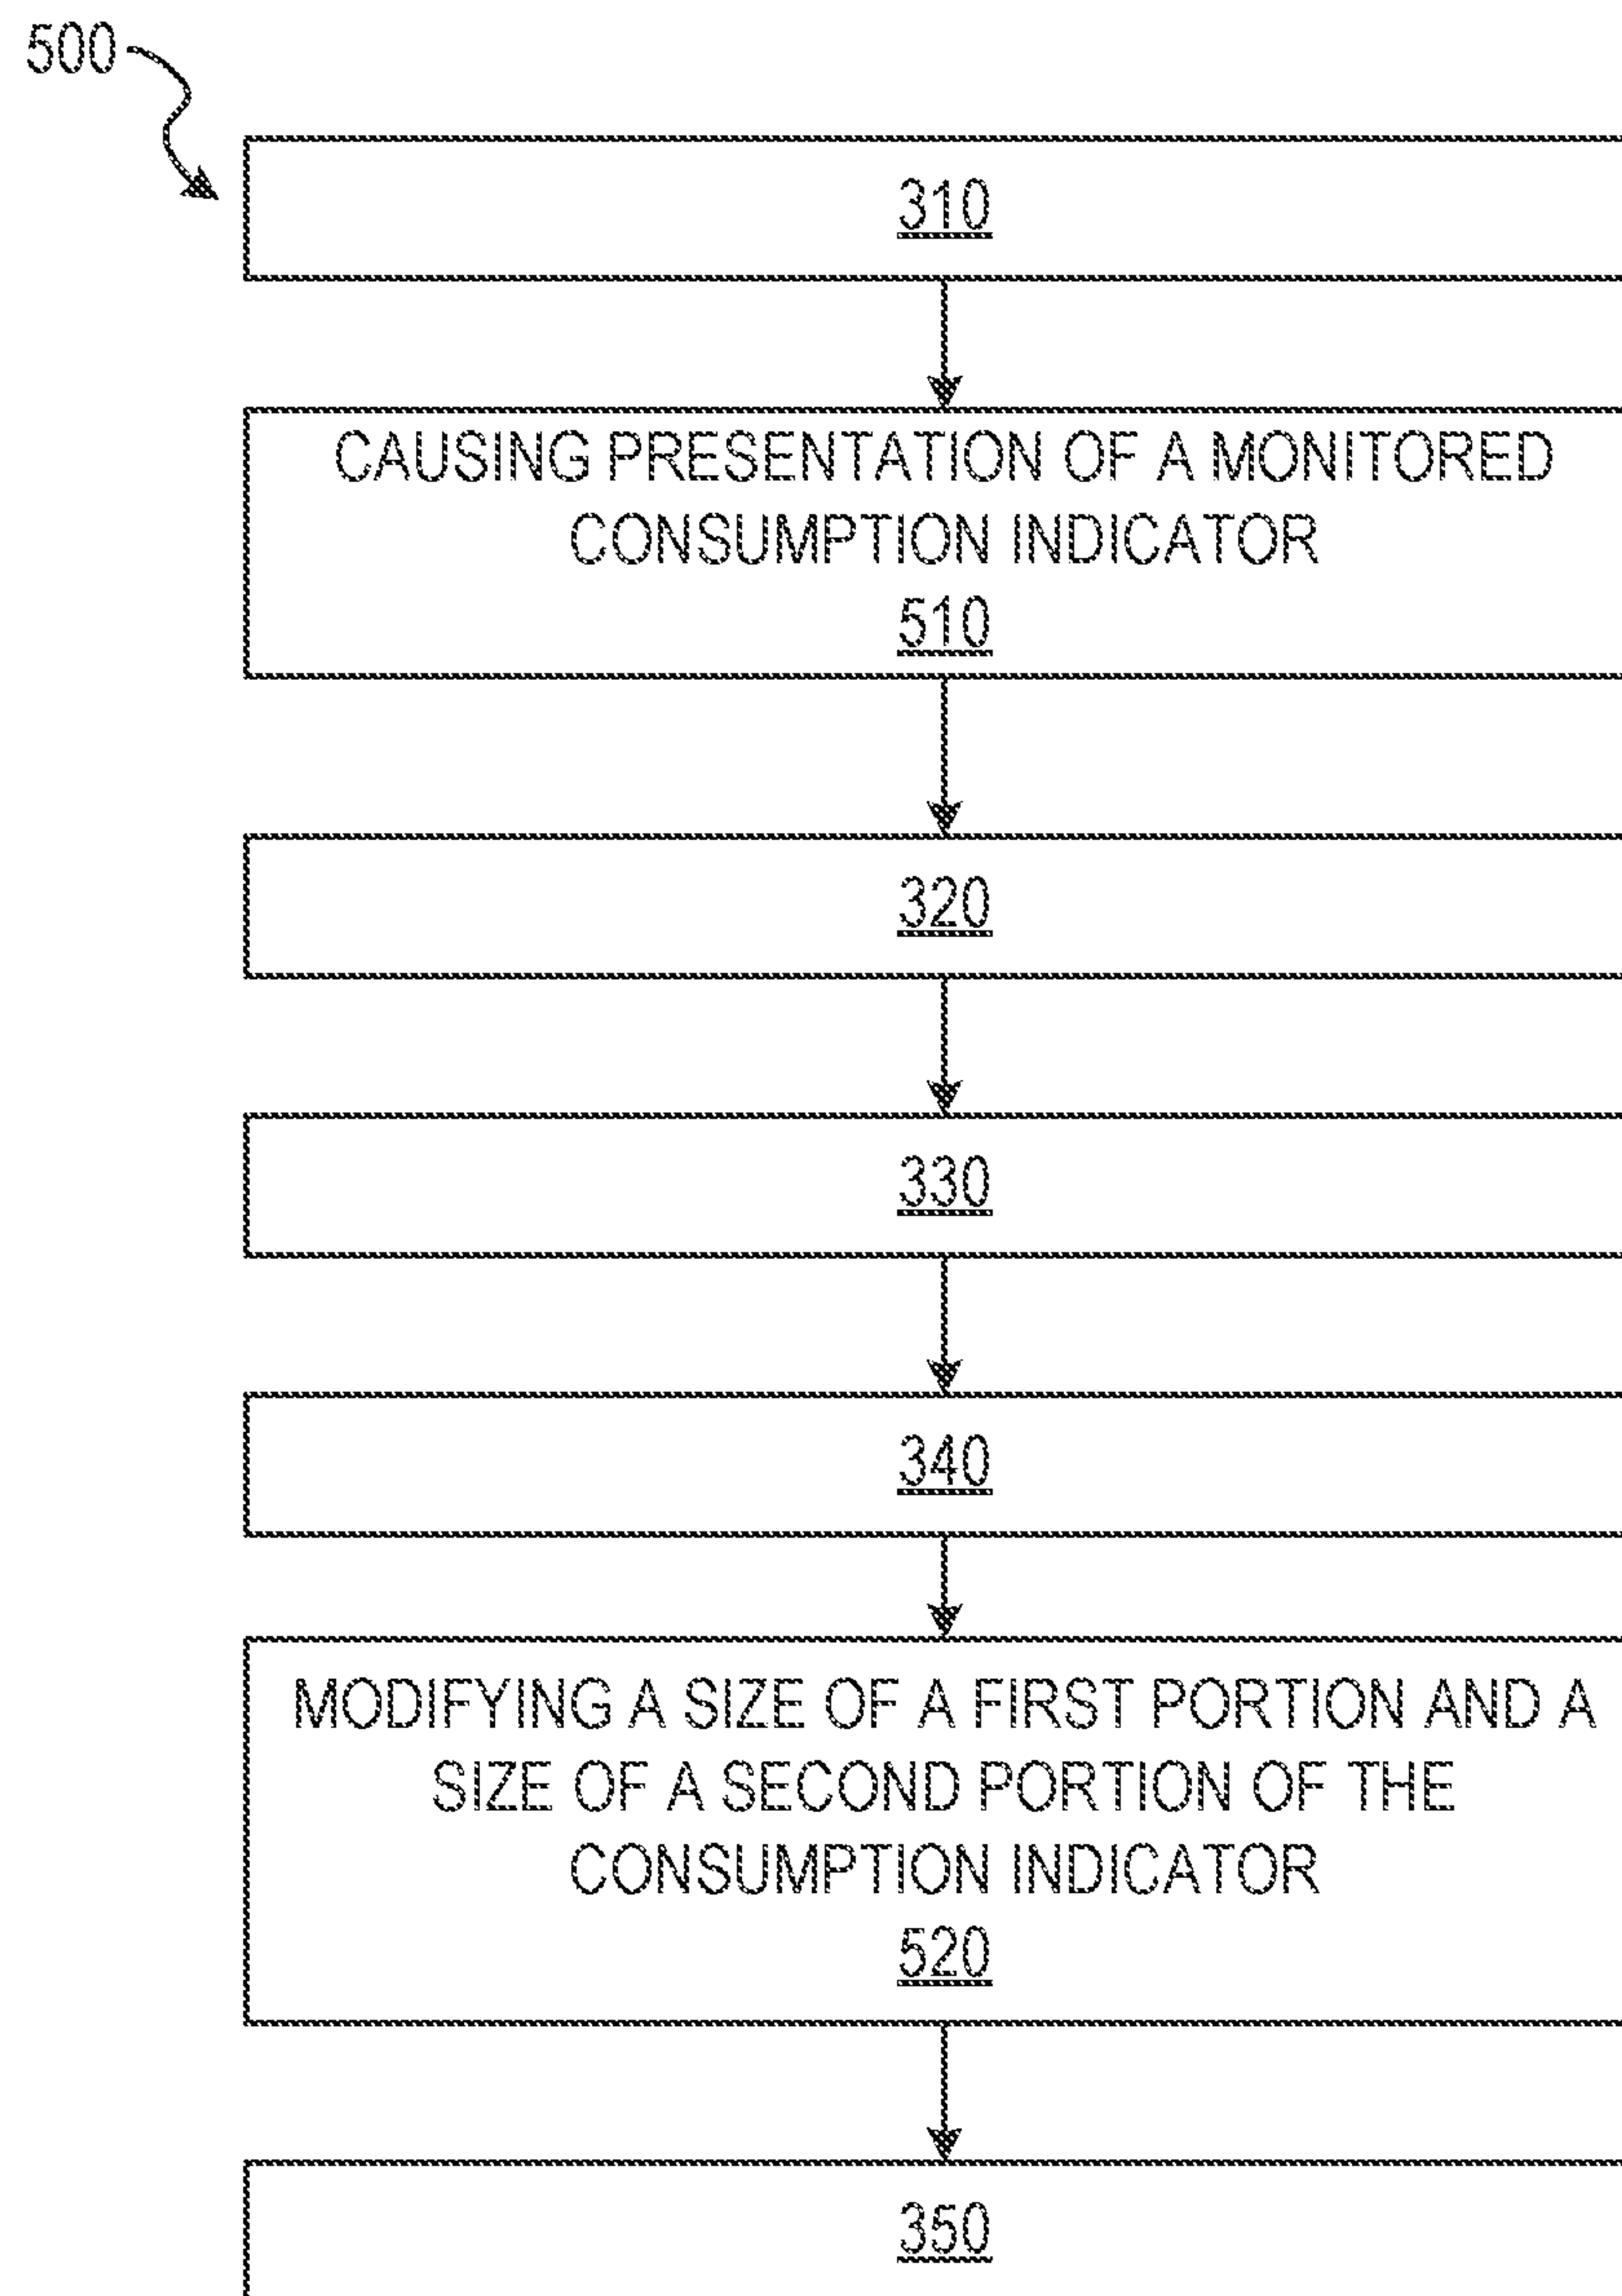 500
310
CAUSING PRESENTATION OF A MONITORED
CONSUMPTION INDICATOR
510
320
330
340
MODIFYING A SIZE OF A FIRST PORTION AND A
SIZE OF A SECOND PORTION OF THE
CONSUMPTION INDICATOR
520
350